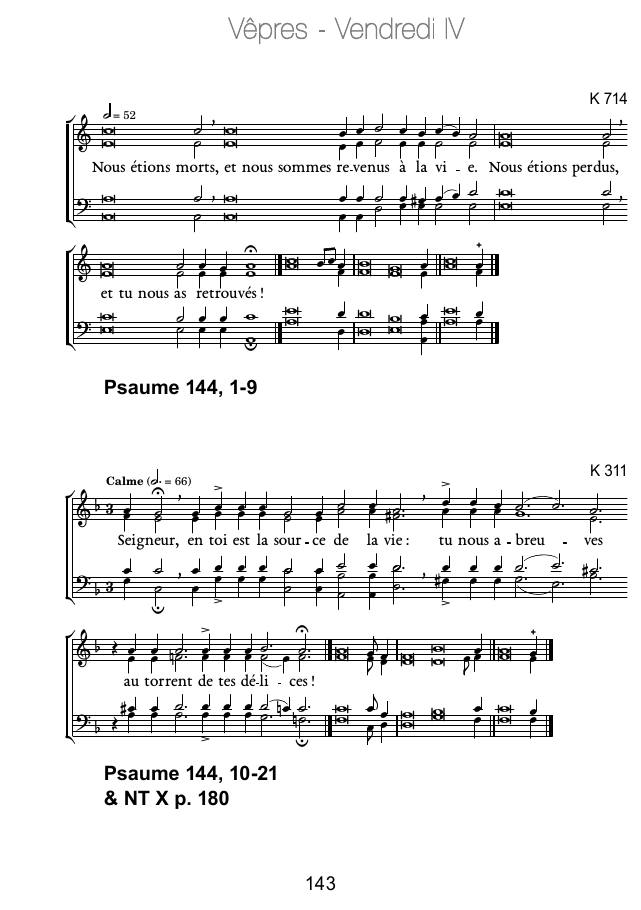 Vêpres - Vendredi IV
K 714
= 52
Nous étions morts, et nous sommes re-venus à la vi - e. Nous étions perdus,
et tu nous as retrouvés !
Psaume 144, 1-9
K 311
Calme ( = 66)
Seigneur, en toi est la sour - ce de la vie : tu nous a - breu - ves
au torrent de tes dé-li - ces !
Psaume 144, 10-21
& NT X p. 180
143